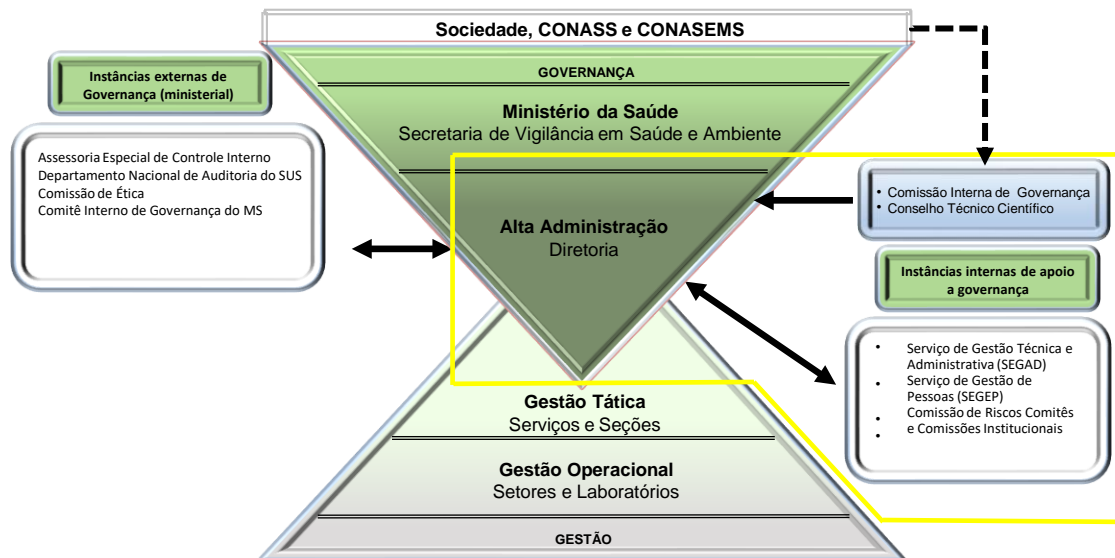 Sociedade, CONASS e CONASEMS
GOVERNANÇA
Instâncias externas de
Governança (ministerial)
Ministério da Saúde
Secretaria de Vigilância em Saúde e Ambiente
Assessoria Especial de Controle Interno
Departamento Nacional de Auditoria do SUS
Comissão de Ética
Comitê Interno de Governança do MS
• Comissão Interna de Governança
• Conselho Técnico Científico
Alta Administração
Diretoria
Instâncias internas de apoio
a governança
• Serviço de Gestão Técnica e
Administrativa (SEGAD)
• Serviço de Gestão de
Pessoas (SEGEP)
• Comissão de Riscos Comitês
• e Comissões Institucionais
Gestão Tática
Serviços e Seções
Gestão Operacional
Setores e Laboratórios
GESTÃO